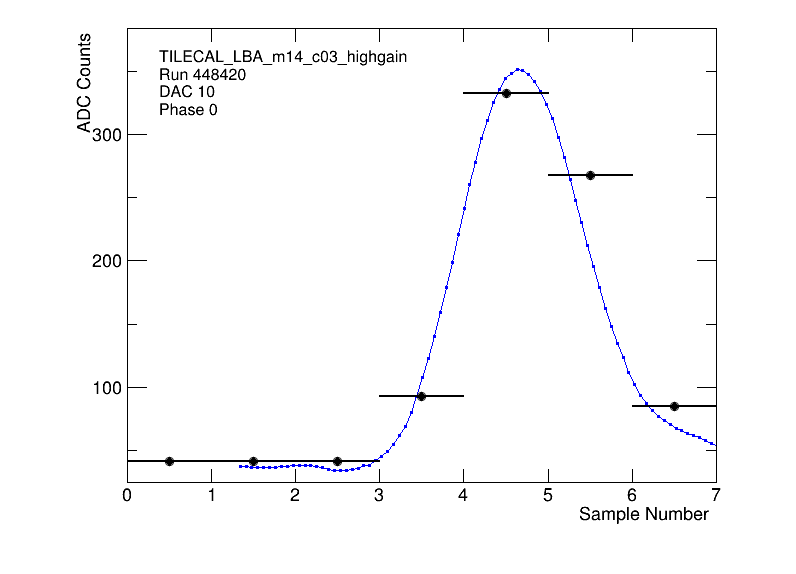 TILECAL_LBA_m14_c03_highgain
Run 448420
DAC 10
Phase 0
ADC Counts
300
200
100
0 1 2 3 4 5 6 7
Sample Number